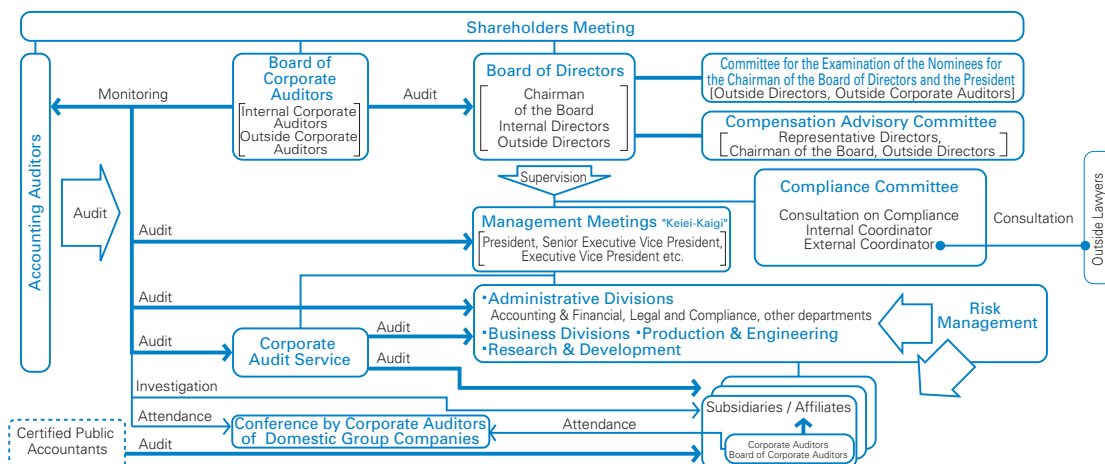 Shareholders Meeting
Accounting Auditors
Monitoring
Board of
Corporate
Auditors
Internal Corporate
Auditors
Outside Corporate
Auditors
Audit
Board of Directors
Chairman
of the Board
Internal Directors
Outside Directors
Committee for the Examination of the Nominees for
the Chairman of the Board of Directors and the President
[Outside Directors, Outside Corporate Auditors]
Compensation Advisory Committee
Representative Directors,
Chairman of the Board, Outside Directors
Audit
Supervision
Compliance Committee
Consultation on Compliance
Internal Coordinator
External Coordinator
Consultation
Outside Lawyers
Audit
Management Meetings "Keiei-Kaigi"
President, Senior Executive Vice President,
Executive Vice President etc.
Audit
・Administrative Divisions
Accounting & Financial, Legal and Compliance, other departments
・Business Divisions ・Production & Engineering
・Research & Development
Risk
Management
Audit
Corporate
Audit Service
Audit
Audit
Investigation
Subsidiaries / Affiliates
Corporate Auditors
Board of Corporate Auditors
Attendance
Conference by Corporate Auditors
of Domestic Group Companies
Attendance
Certified Public
Accountants
Audit